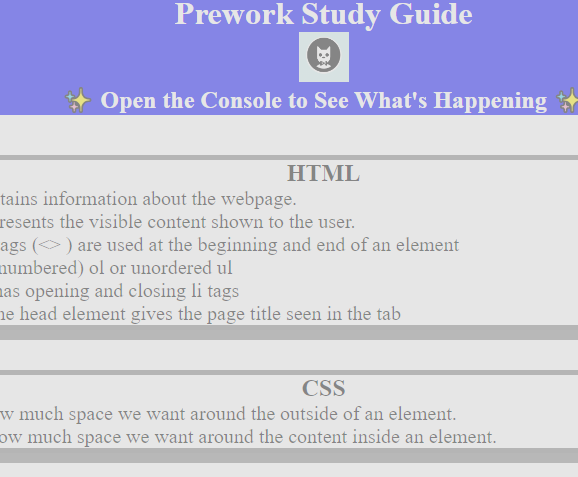 Prework Study Guide
✨ Open the Console to See What's Happening ✨
HTML
tains information about the webpage.
resents the visible content shown to the user.
ags (<> ) are used at the beginning and end of an element
numbered) ol or unordered ul
has opening and closing li tags
he head element gives the page title seen in the tab
CSS
w much space we want around the outside of an element.
ow much space we want around the content inside an element.